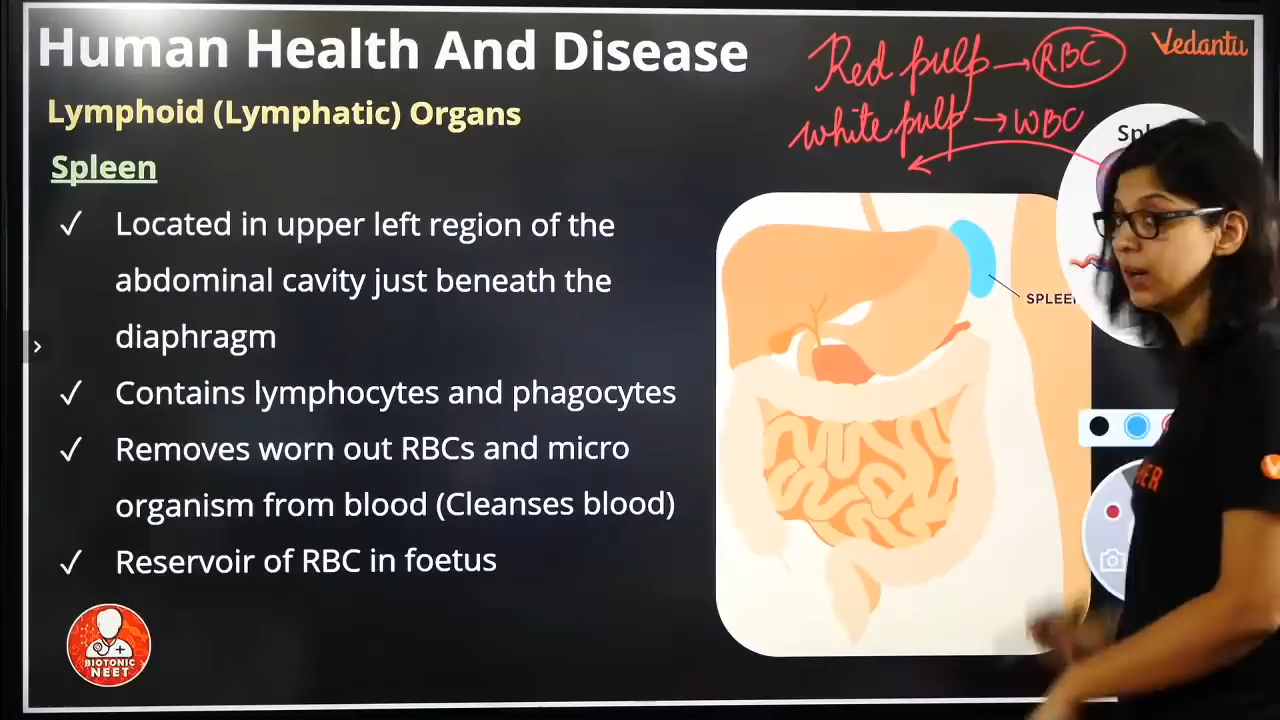 Human Health And Disease
Lymphoid (Lymphatic) Organs
Spleen
✓ Located in upper left region of the
abdominal cavity just beneath the
diaphragm
✓ Contains lymphocytes and phagocytes
✓ Removes worn out RBCs and micro
organism from blood (Cleanses blood)
✓ Reservoir of RBC in foetus
Red pulp → RBC
white pulp → WBC
Vedantu
BIOTONIC
NEET